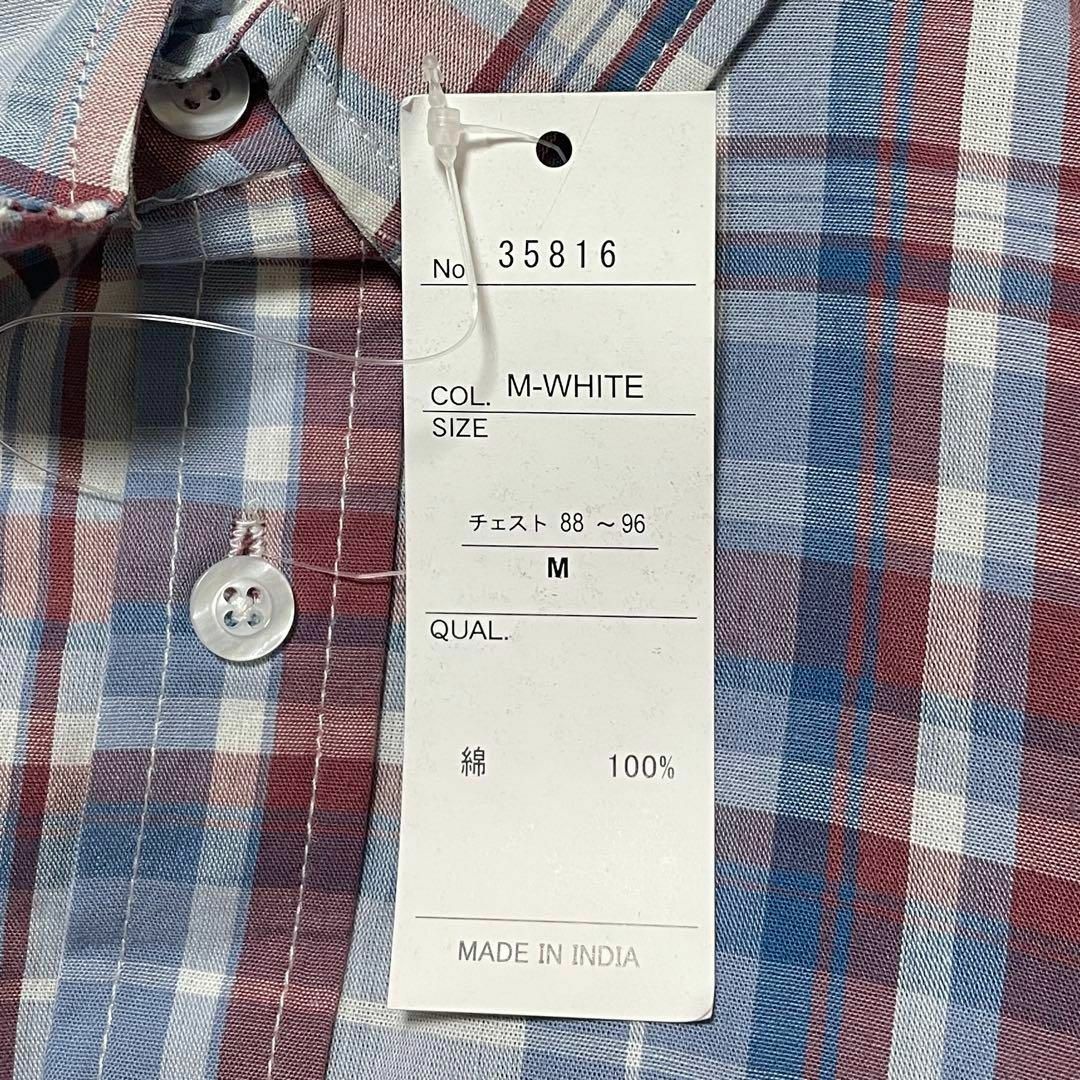 No 35816
COL. M-WHITE
SIZE
チェスト 88 ～96
M
QUAL.
綿 100%
MADE IN INDIA